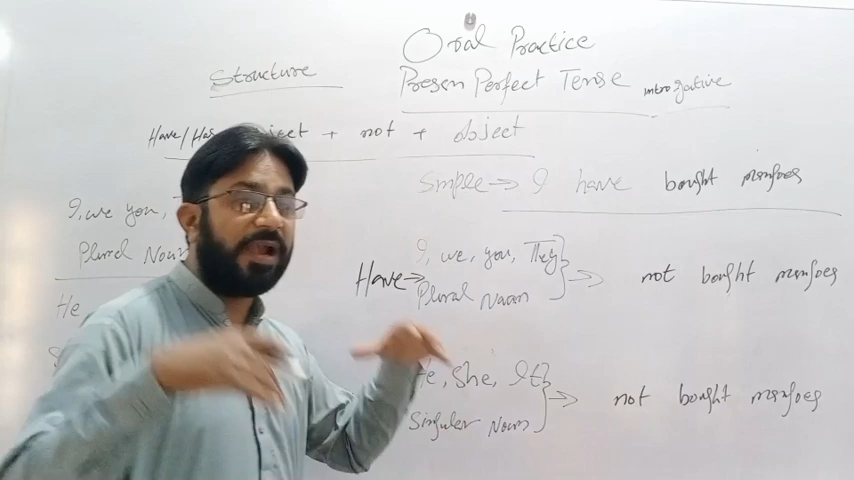 Oral Practice
Structure
Presen Perfect Tense introgative
Have/Has + not + object
Simple → I have bought mangoes
I, we you,
Plural Noun
Have → I, we, you, They
Plural Noun
not bought mangoes
He
He, She, It
Singular Noun
not bought mangoes